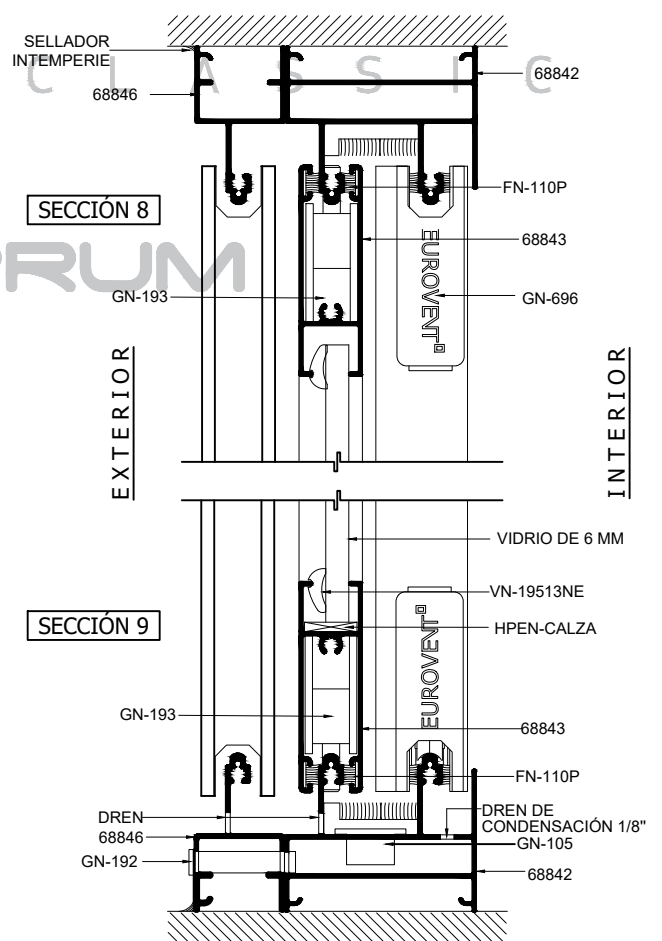 SELLADOR
INTEMPERIE
CLASSIC
68846
68842
FN-110P
SECCIÓN 8
68843
PRUM
EUROVENT
GN-193
GN-696
EXTERIOR
INTERIOR
VIDRIO DE 6 MM
VN-19513NE
SECCIÓN 9
HPEN-CALZA
EUROVENT
GN-193
68843
FN-110P
DREN
DREN DE
CONDENSACIÓN 1/8"
68846
GN-105
GN-192
68842